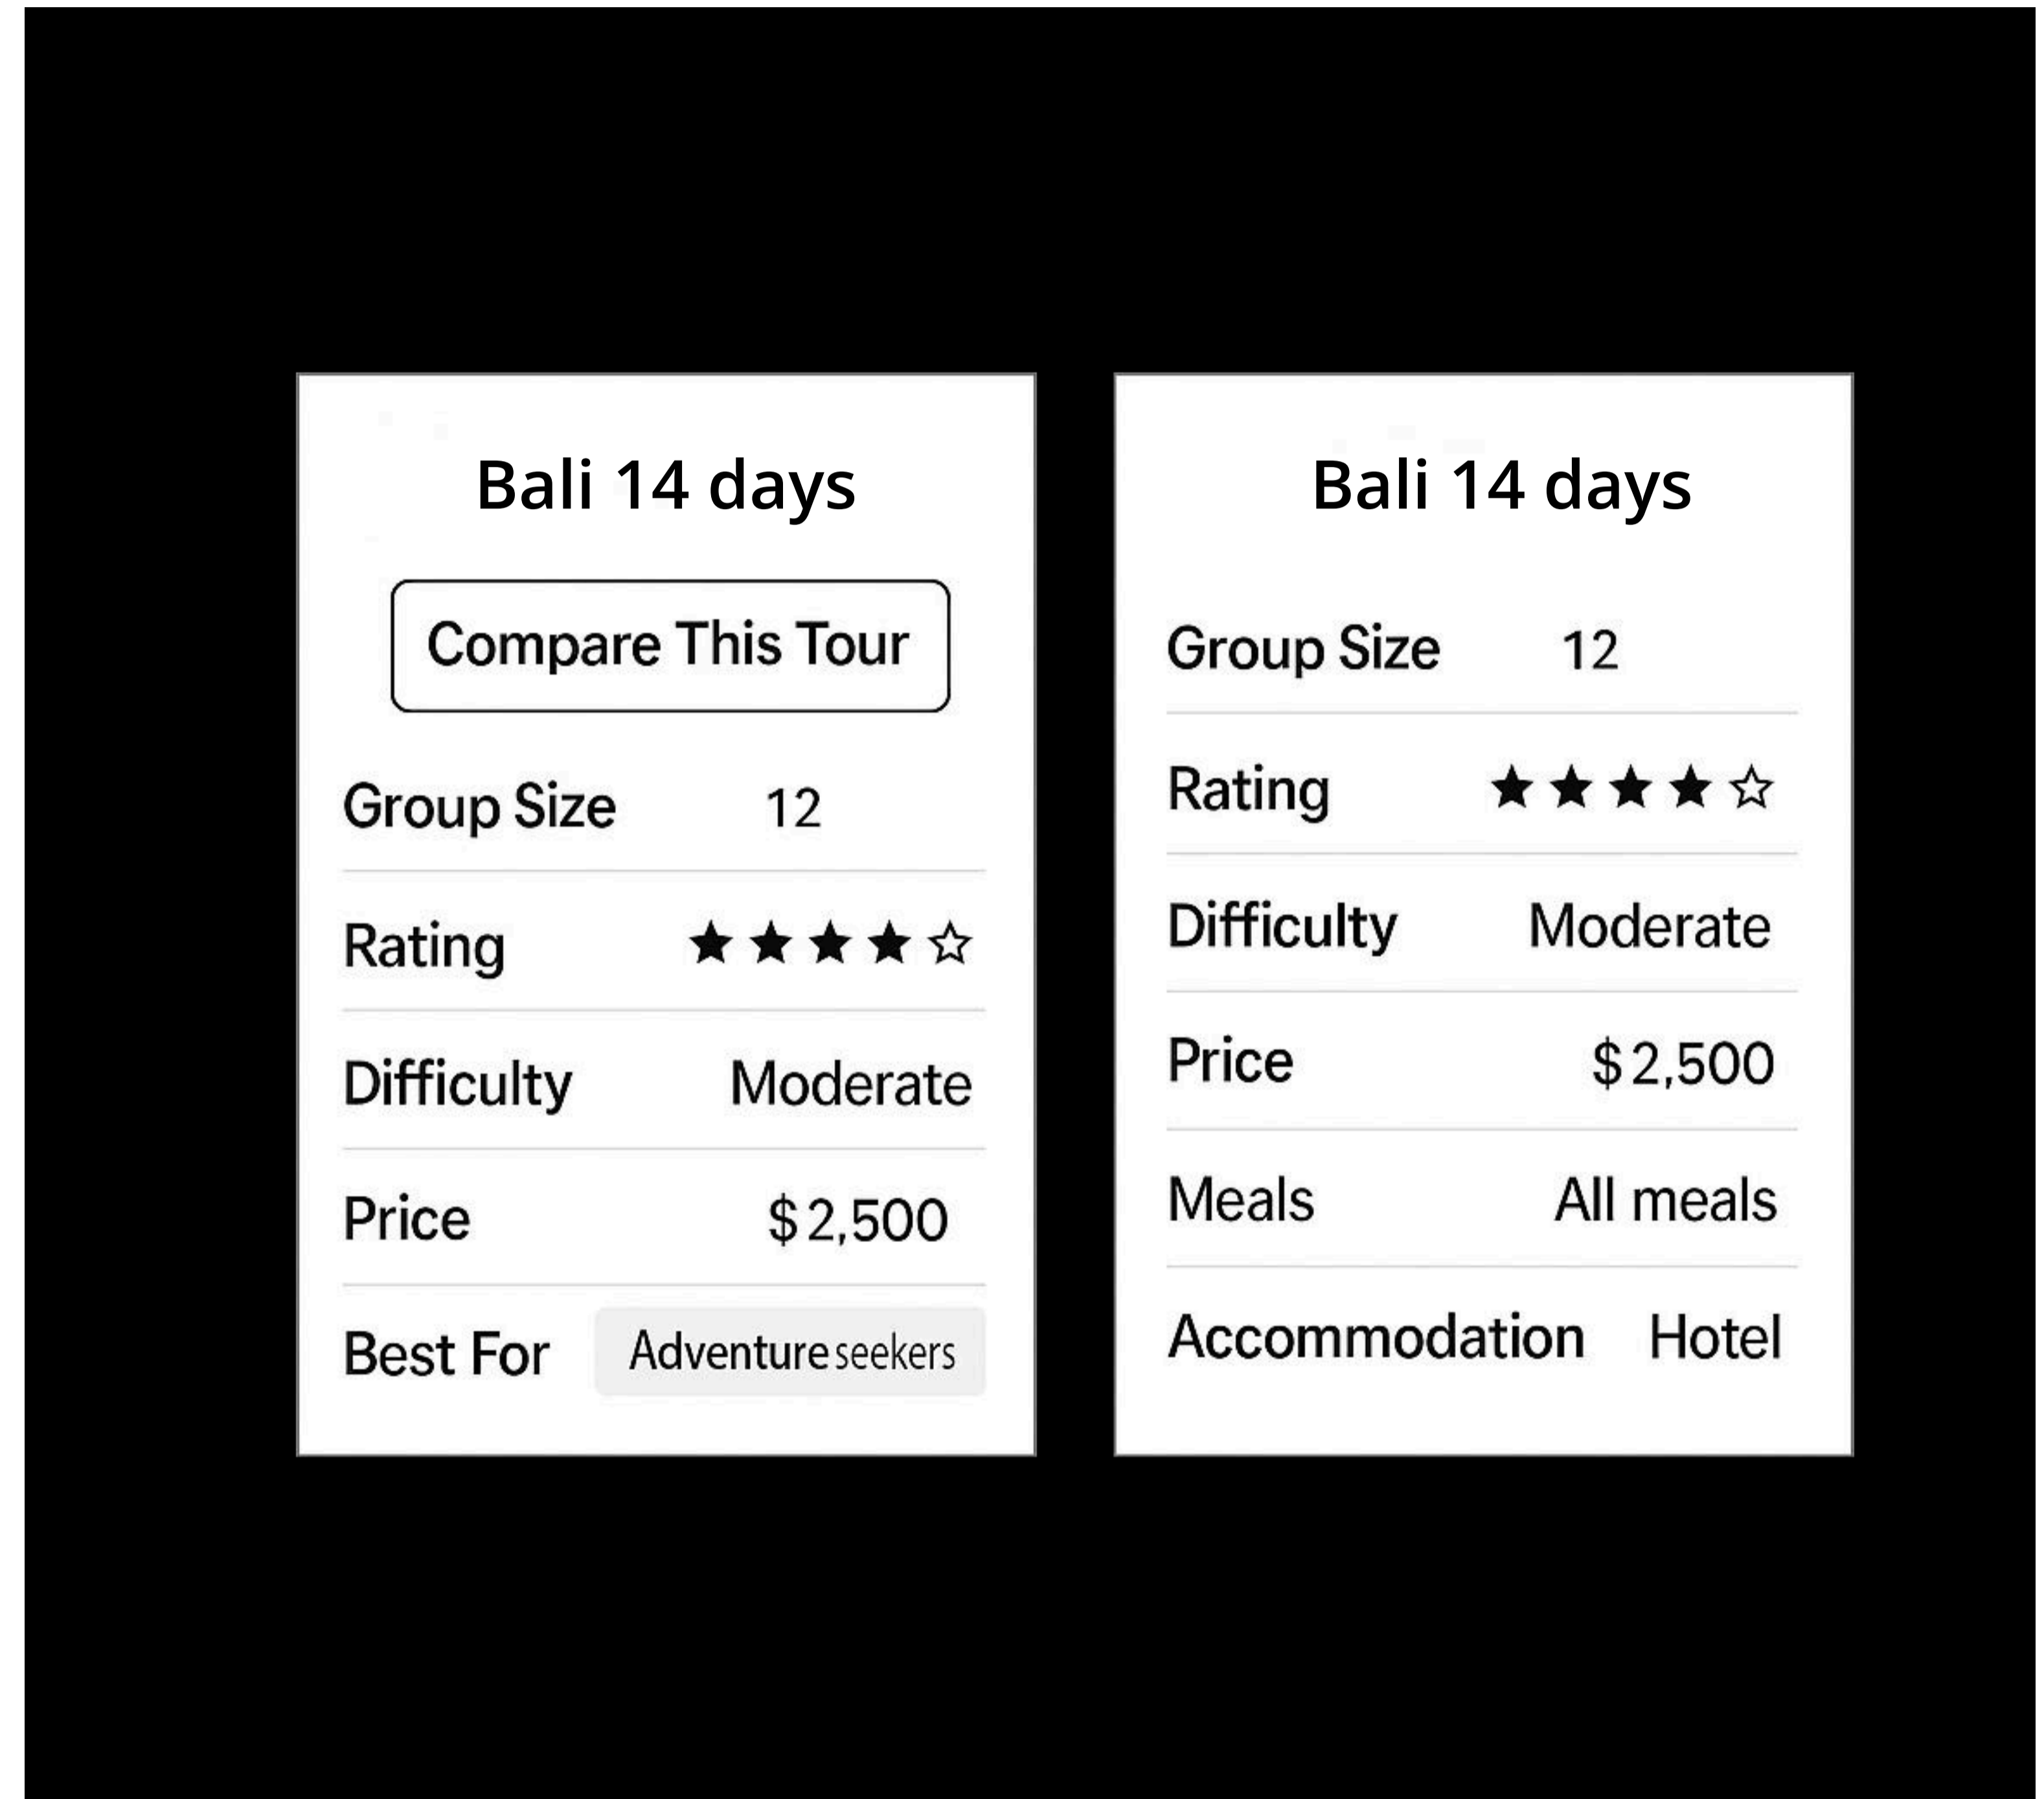 Bali 14 days
Compare This Tour
Group Size 12
Rating ★★★★☆
Difficulty Moderate
Price $2,500
Best For Adventure seekers
Bali 14 days
Group Size 12
Rating ★★★★☆
Difficulty Moderate
Price $2,500
Meals All meals
Accommodation Hotel